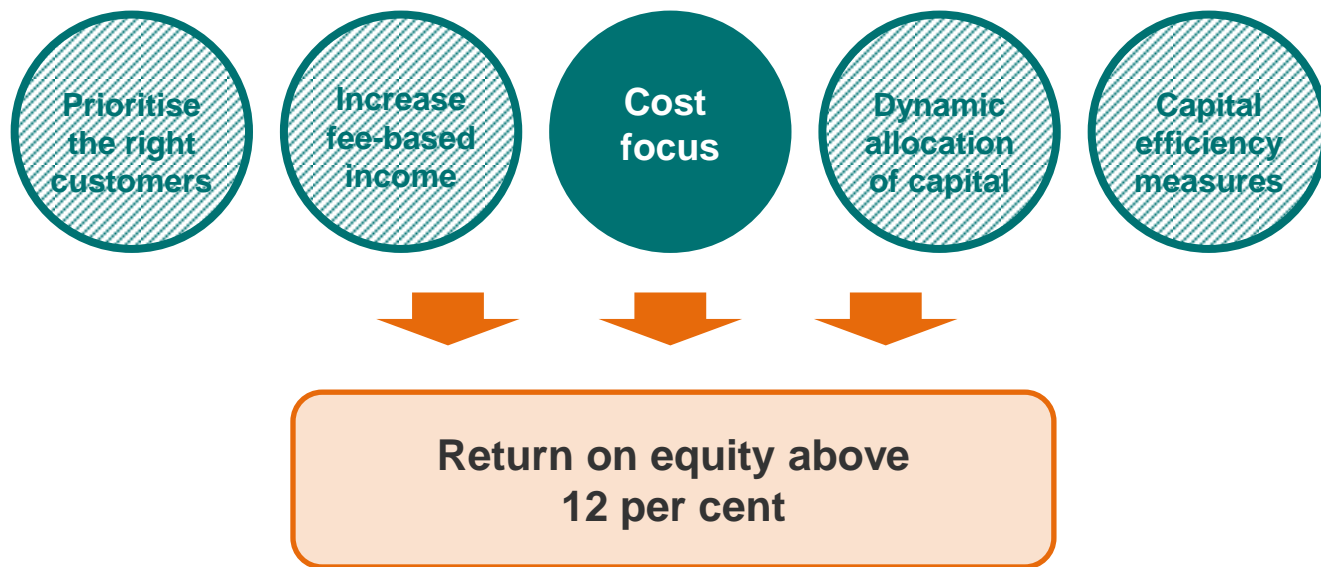 Prioritise
the right
customers
Increase
fee-based
income
Cost
focus
Dynamic
allocation
of capital
Capital
efficiency
measures
Return on equity above
12 per cent